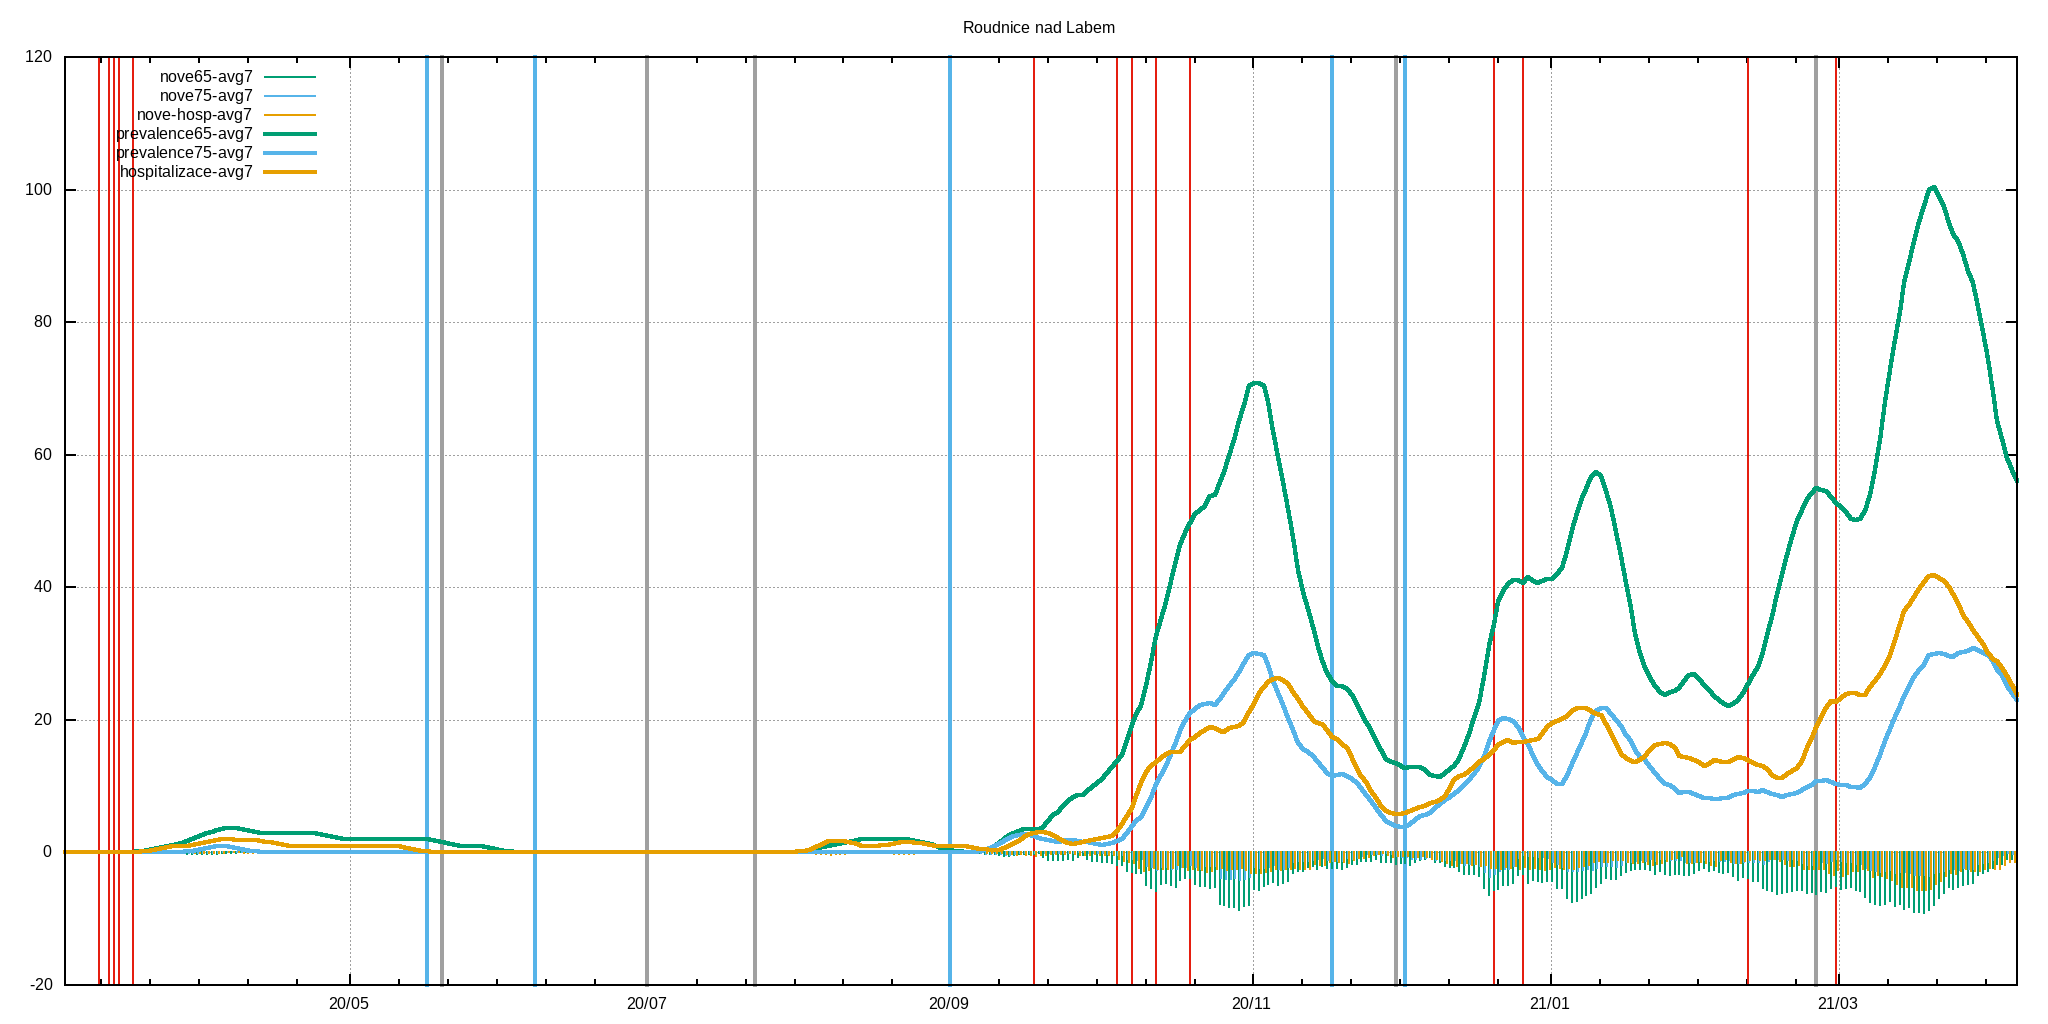 Roudnice nad Labem
120
100
80
60
40
20
0
-20
nove65-avg7
nove75-avg7
nove-hosp-avg7
prevalence65-avg7
prevalence75-avg7
hospitalizace-avg7
20/05 20/07 20/09 20/11 21/01 21/03